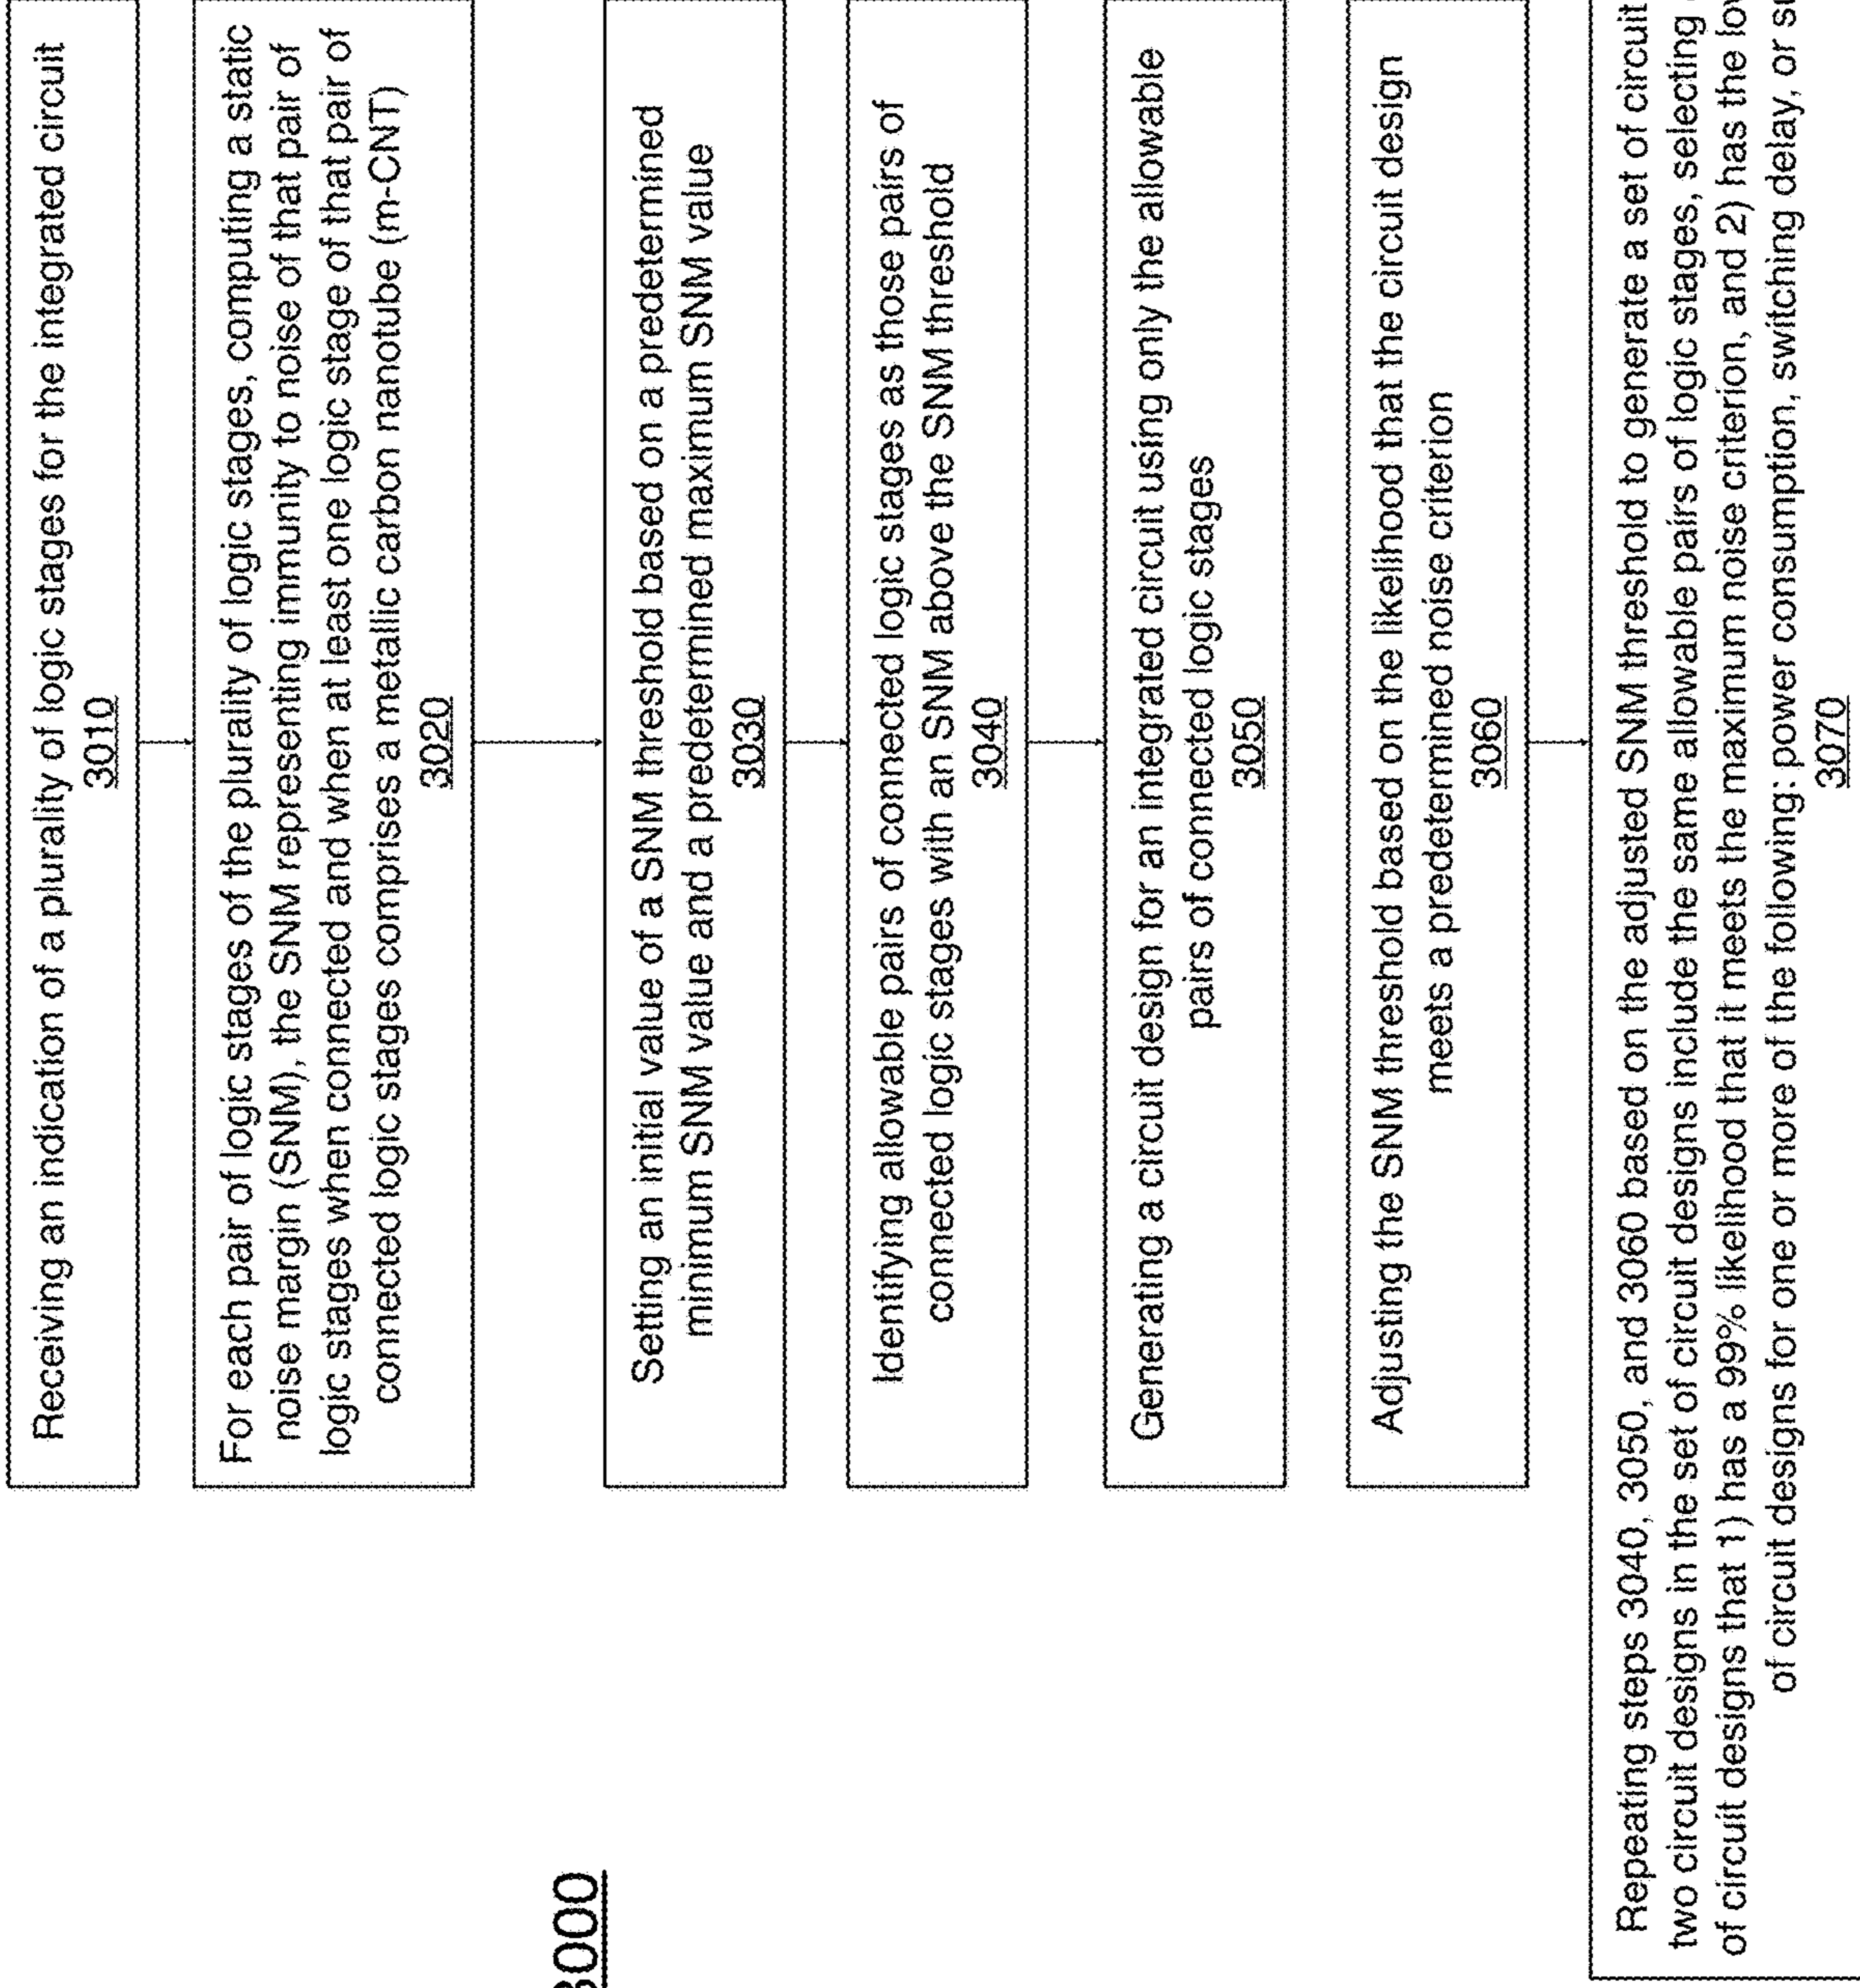 Receiving an indication of a plurality of logic stages for the integrated circuit
3010
For each pair of logic stages of the plurality of logic stages, computing a static
noise margin (SNM), the SNM representing immunity to noise of that pair of
logic stages when connected and when at least one logic stage of that pair of
connected logic stages comprises a metallic carbon nanotube (m-CNT)
3020
3000
Setting an initial value of a SNM threshold based on a predetermined
minimum SNM value and a predetermined maximum SNM value
3030
Identifying allowable pairs of connected logic stages as those pairs of
connected logic stages with an SNM above the SNM threshold
3040
Generating a circuit design for an integrated circuit using only the allowable
pairs of connected logic stages
3050
Adjusting the SNM threshold based on the likelihood that the circuit design
meets a predetermined noise criterion
3060
Repeating steps 3040, 3050, and 3060 based on the adjusted SNM threshold to generate a set of circuit
two circuit designs in the set of circuit designs include the same allowable pairs of logic stages, selecting
of circuit designs that 1) has a 99% likelihood that it meets the maximum noise criterion, and 2) has the
of circuit designs for one or more of the following: power consumption, switching delay, or
3070